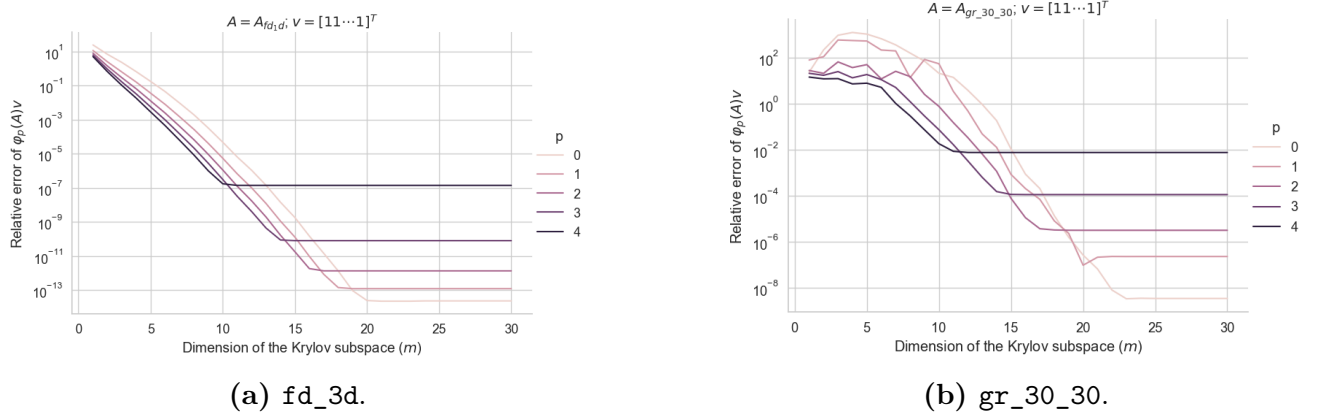 A = A_{fd_1d}; v = [11⋯1]^T
Relative error of φ_p(A)v
10^1
10^{-1}
10^{-3}
10^{-5}
10^{-7}
10^{-9}
10^{-11}
10^{-13}
0 5 10 15 20 25 30
Dimension of the Krylov subspace (m)
p
0
1
2
3
4
(a) fd_3d.
A = A_{gr_30_30}; v = [11⋯1]^T
Relative error of φ_p(A)v
10^2
10^0
10^{-2}
10^{-4}
10^{-6}
10^{-8}
0 5 10 15 20 25 30
Dimension of the Krylov subspace (m)
p
0
1
2
3
4
(b) gr_30_30.